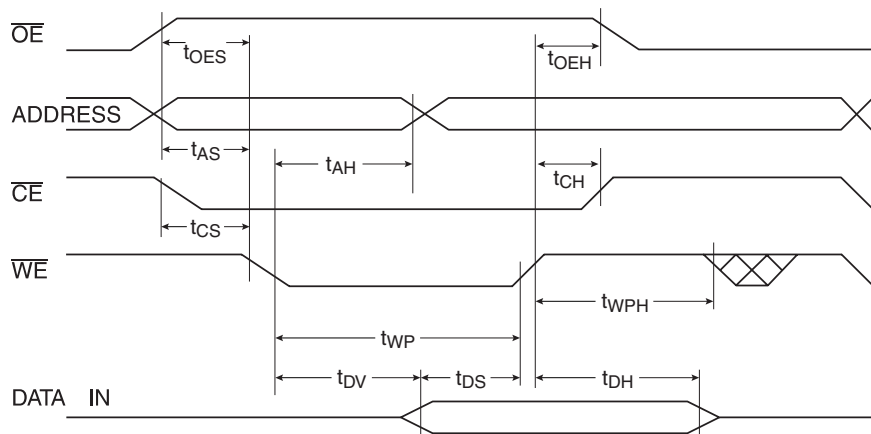 OE
tOES
tOEH
ADDRESS
tAS
tAH
tCH
CE
tCS
WE
tWPH
tWP
tDV
tDS
tDH
DATA IN